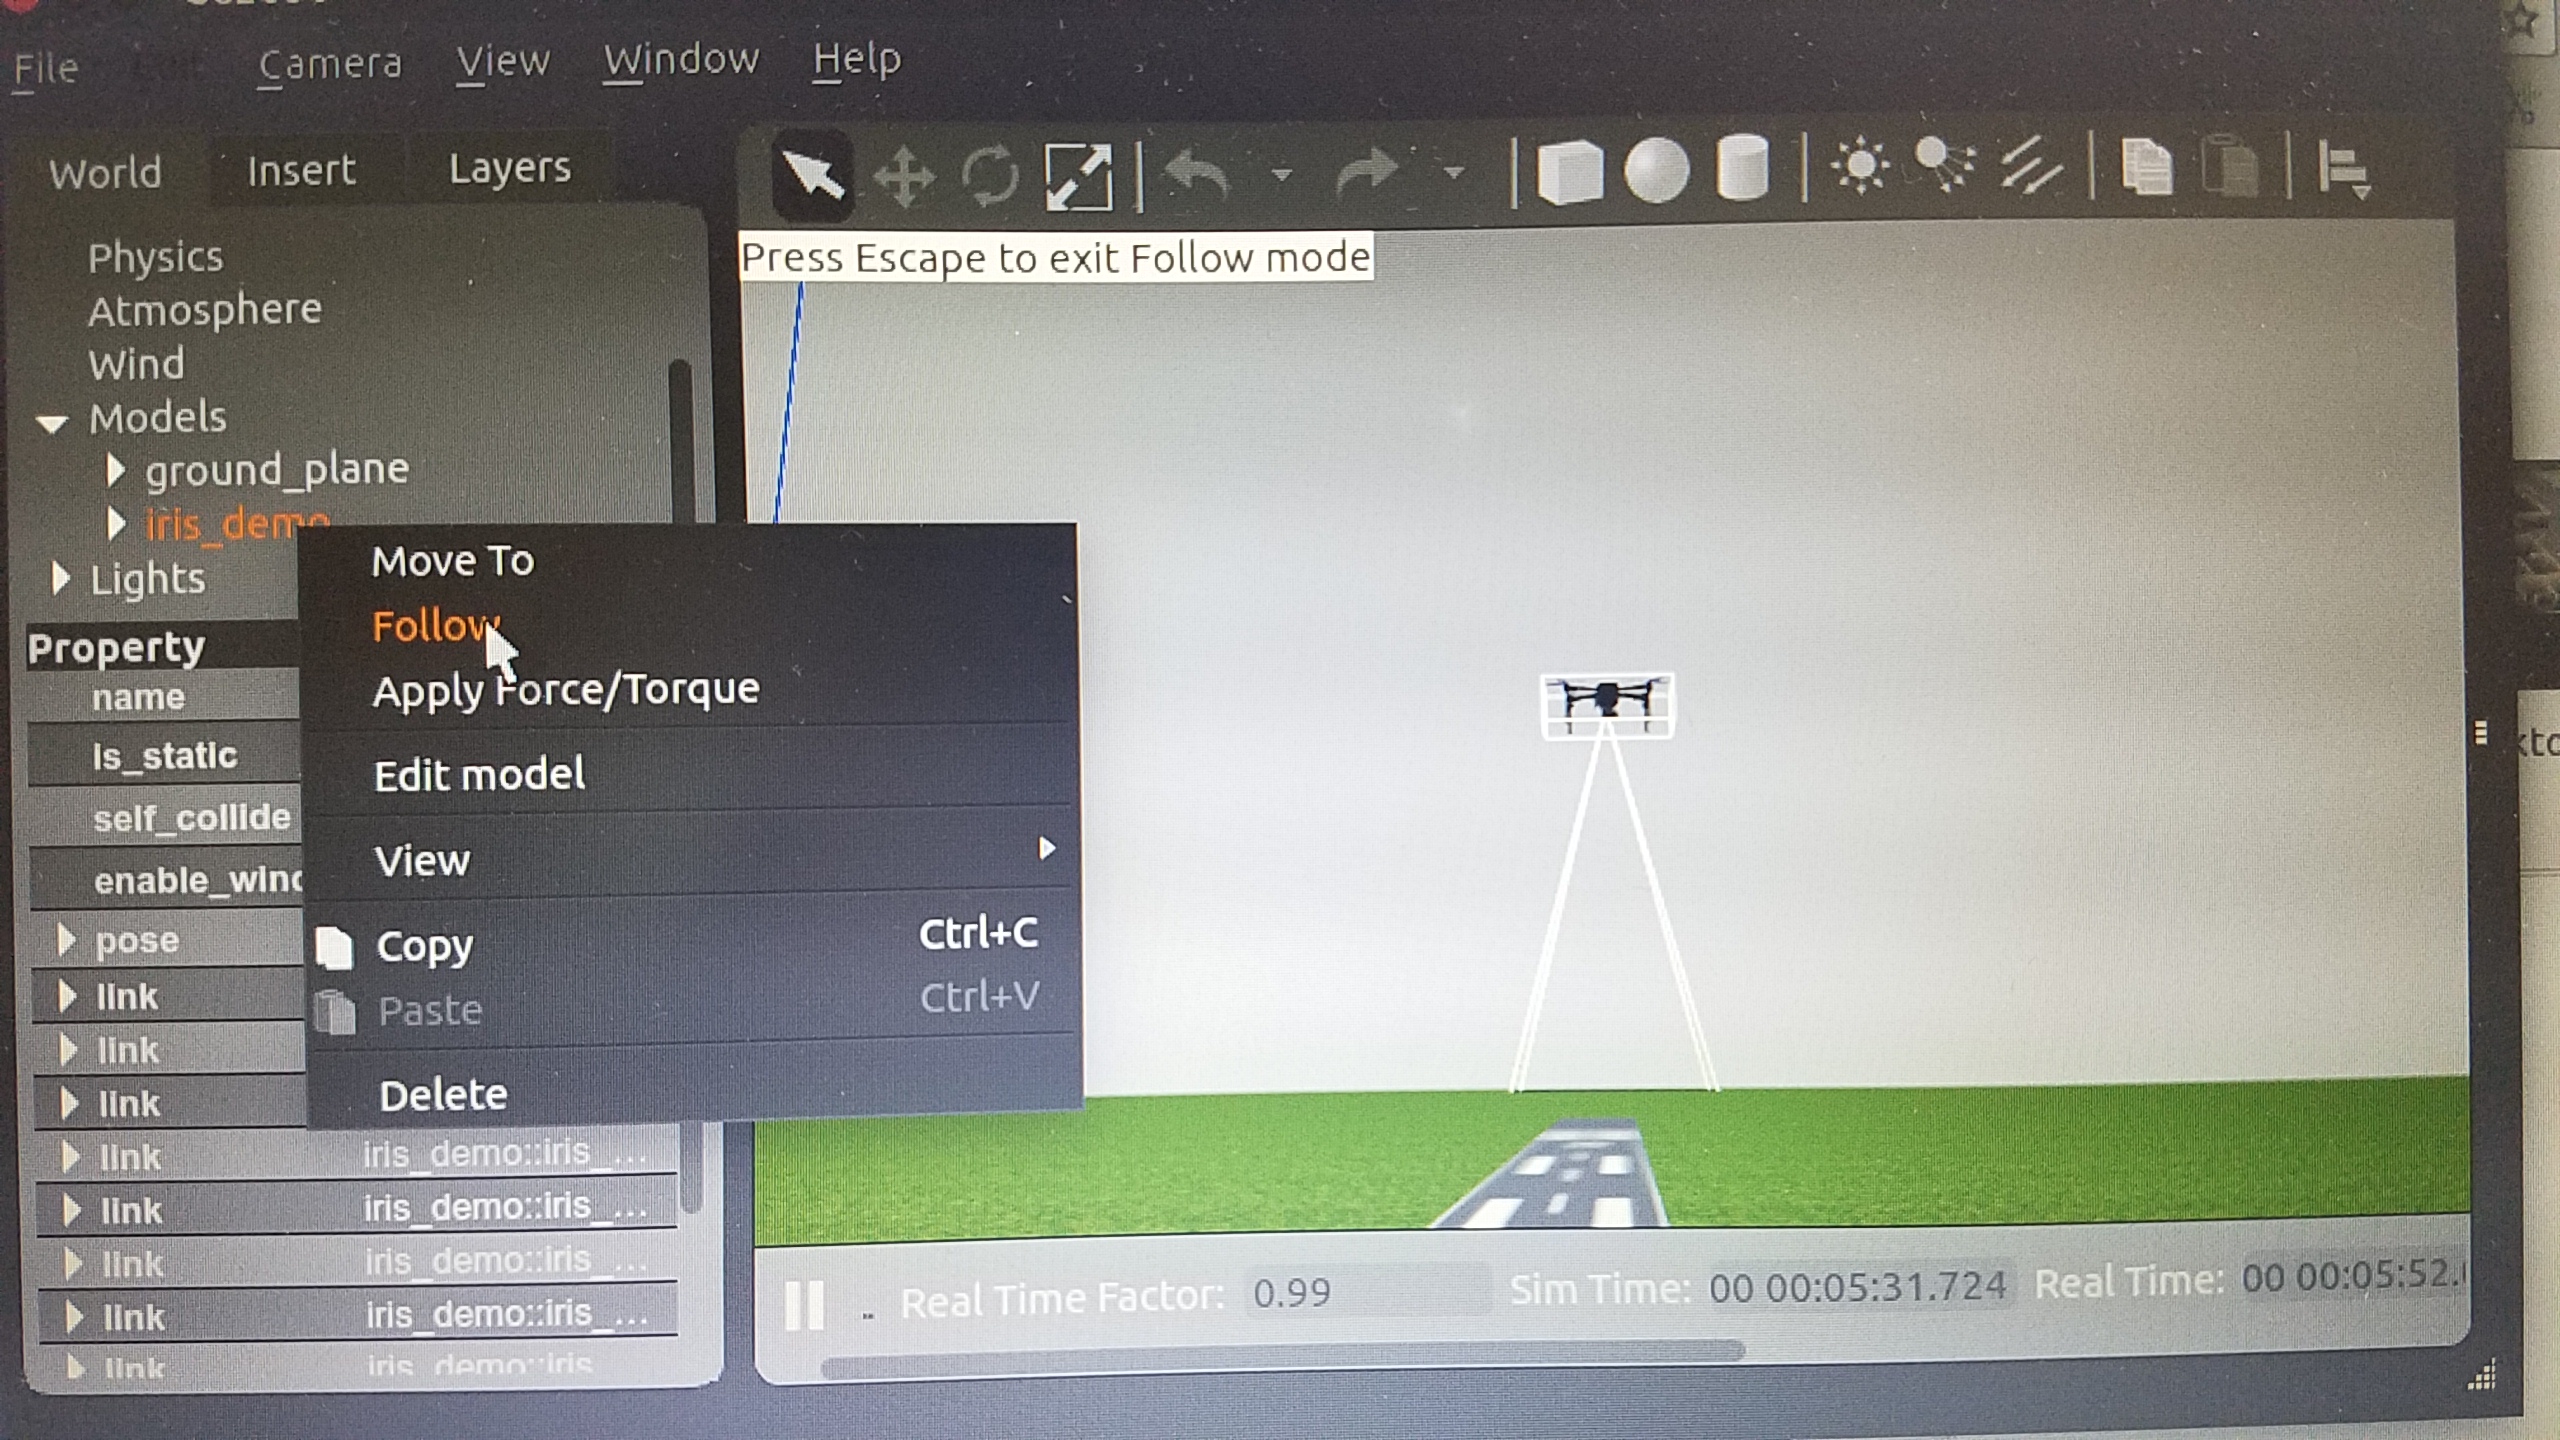 File Camera View Window Help
World Insert Layers
Press Escape to exit Follow mode
Physics
Atmosphere
Wind
Models
ground_plane
iris_demo
Lights
Property
name
is_static
self_collide
enable_wind
pose
link
link
link
link iris_demo::iris_...
link iris_demo::iris_...
link iris_demo::iris_...
link iris_demo::iris_...
link iris_demo::iris
Move To
Follow
Apply Force/Torque
Edit model
View
Copy Ctrl+C
Paste Ctrl+V
Delete
Real Time Factor: 0.99 Sim Time: 00 00:05:31.724 Real Time: 00 00:05:52.